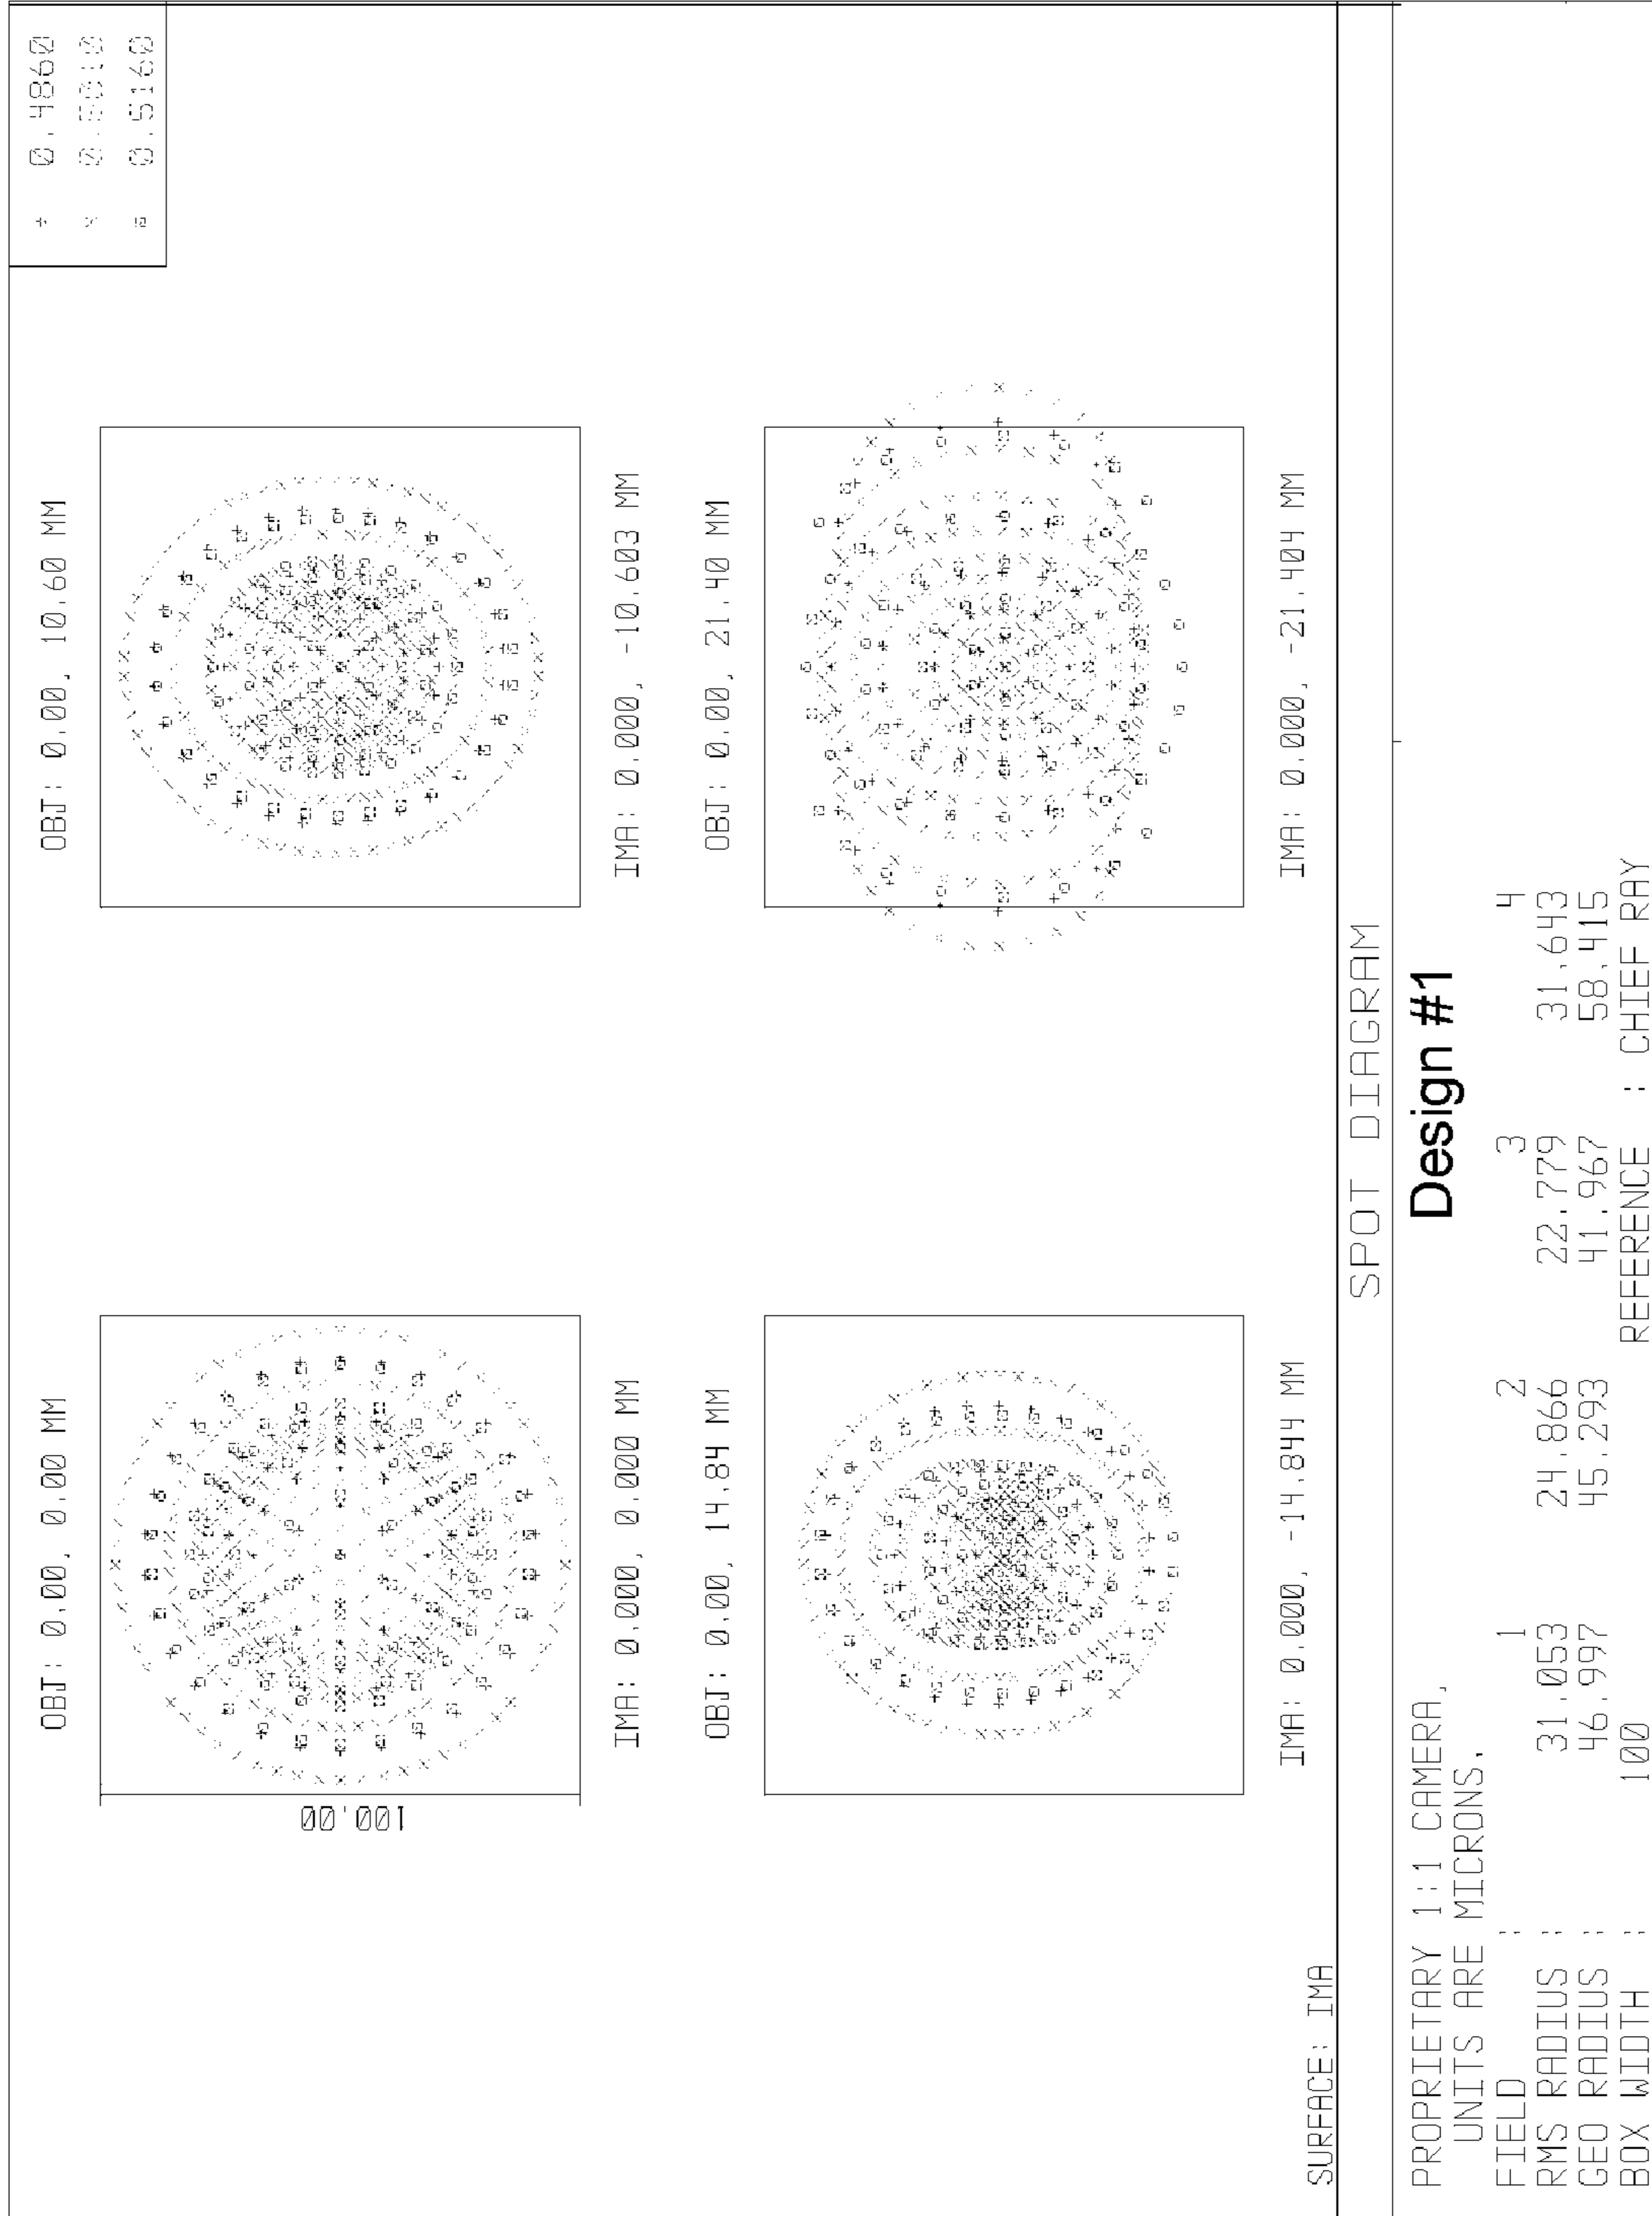 + 0.4860
0.5160
OBJ: 0.00, 0.00 MM
OBJ: 0.00, 10.60 MM
100.00
IMA: 0.000, 0.000 MM
IMA: 0.000, -10.603 MM
OBJ: 0.00, 14.84 MM
OBJ: 0.00, 21.40 MM
IMA: 0.000, -14.844 MM
IMA: 0.000, -21.404 MM
SURFACE: IMA
SPOT DIAGRAM
Design #1
PROPRIETARY 1:1 CAMERA,
UNITS ARE MICRONS.
FIELD : 1 2 3 4
RMS RADIUS : 31.053 24.866 22.779 31.643
GEO RADIUS : 46.997 45.293 41.967 58.415
BOX WIDTH : 100 REFERENCE : CHIEF RAY